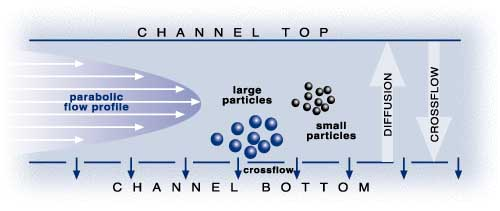 CHANNEL TOP
parabolic
flow profile
large
particles
small
particles
DIFFUSION
CROSSFLOW
crossflow
CHANNEL BOTTOM